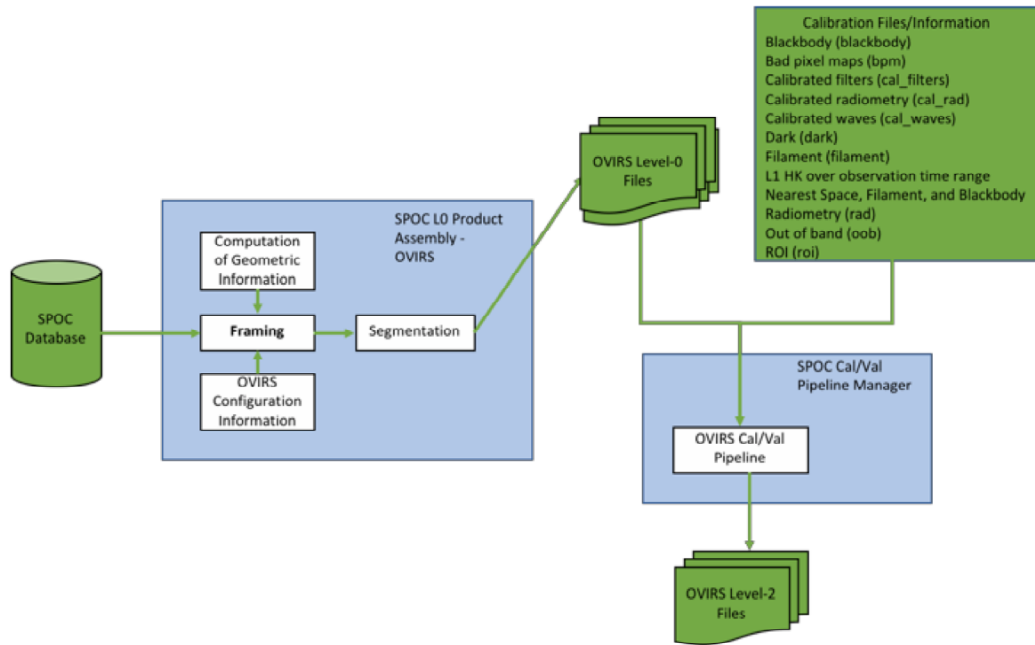 Calibration Files/Information
Blackbody (blackbody)
Bad pixel maps (bpm)
Calibrated filters (cal_filters)
Calibrated radiometry (cal_rad)
Calibrated waves (cal_waves)
Dark (dark)
Filament (filament)
L1 HK over observation time range
Nearest Space, Filament, and Blackbody
Radiometry (rad)
Out of band (oob)
ROI (roi)
OVIRS Level-0
Files
SPOC L0 Product
Assembly -
OVIRS
Computation
of Geometric
Information
SPOC
Database
Framing
Segmentation
OVIRS
Configuration
Information
SPOC Cal/Val
Pipeline Manager
OVIRS Cal/Val
Pipeline
OVIRS Level-2
Files